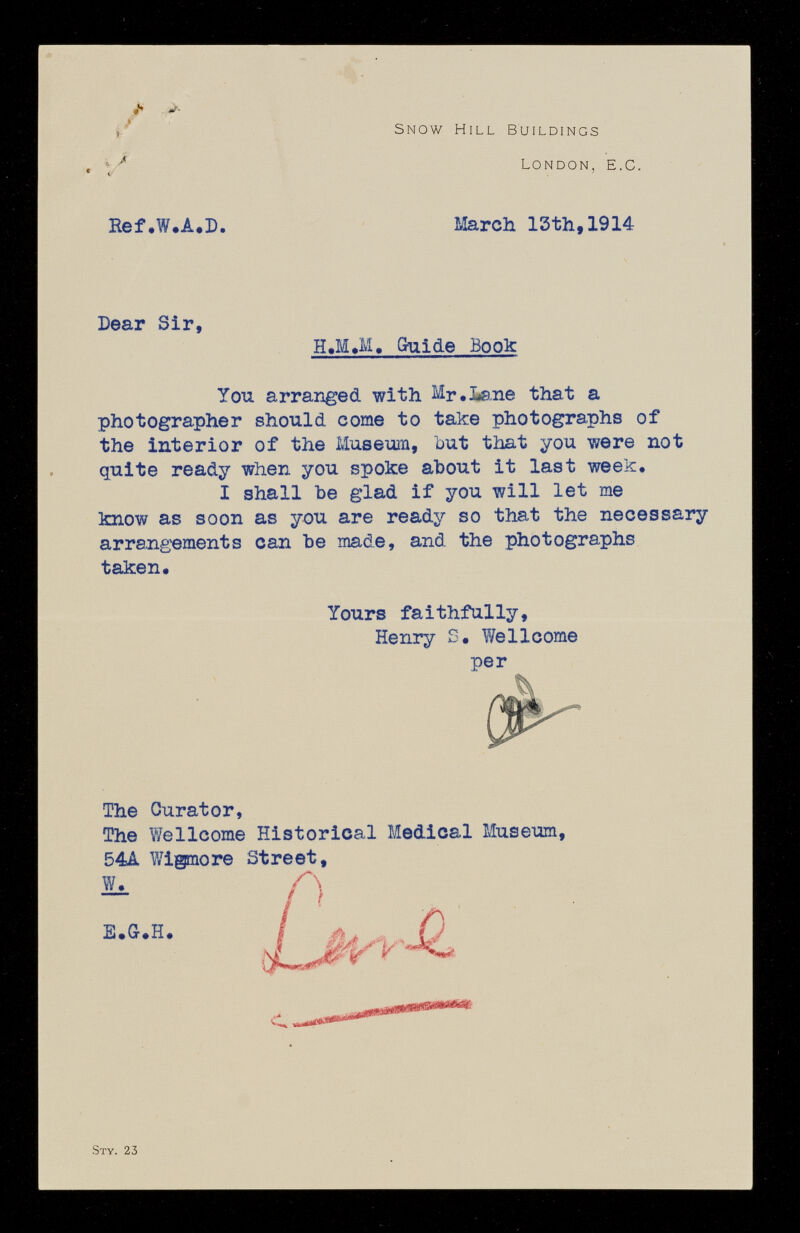 SNOW HILL BUILDINGS
LONDON, E.C.
Ref.W.A.D. March 13th,1914
Dear Sir,
H.M.M. Guide Book
You arranged with Mr.Lane that a
photographer should come to take photographs of
the interior of the Museum, but that you were not
quite ready when you spoke about it last week.
I shall be glad if you will let me
know as soon as you are ready so that the necessary
arrangements can be made, and the photographs
taken.
Yours faithfully,
Henry S. Wellcome
per
The Curator,
The Wellcome Historical Medical Museum,
54A Wigmore Street,
W.
E.G.H.
Lane
STY. 23